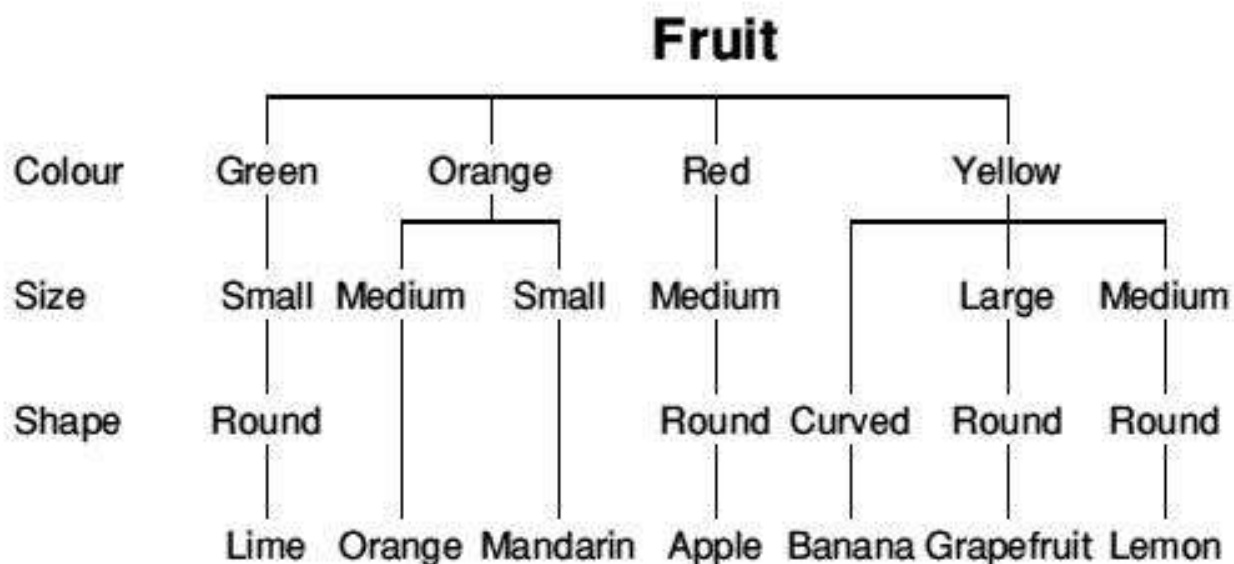 Fruit
Colour Green Orange Red Yellow
Size Small Medium Small Medium Large Medium
Shape Round Round Curved Round Round
Lime Orange Mandarin Apple Banana Grapefruit Lemon